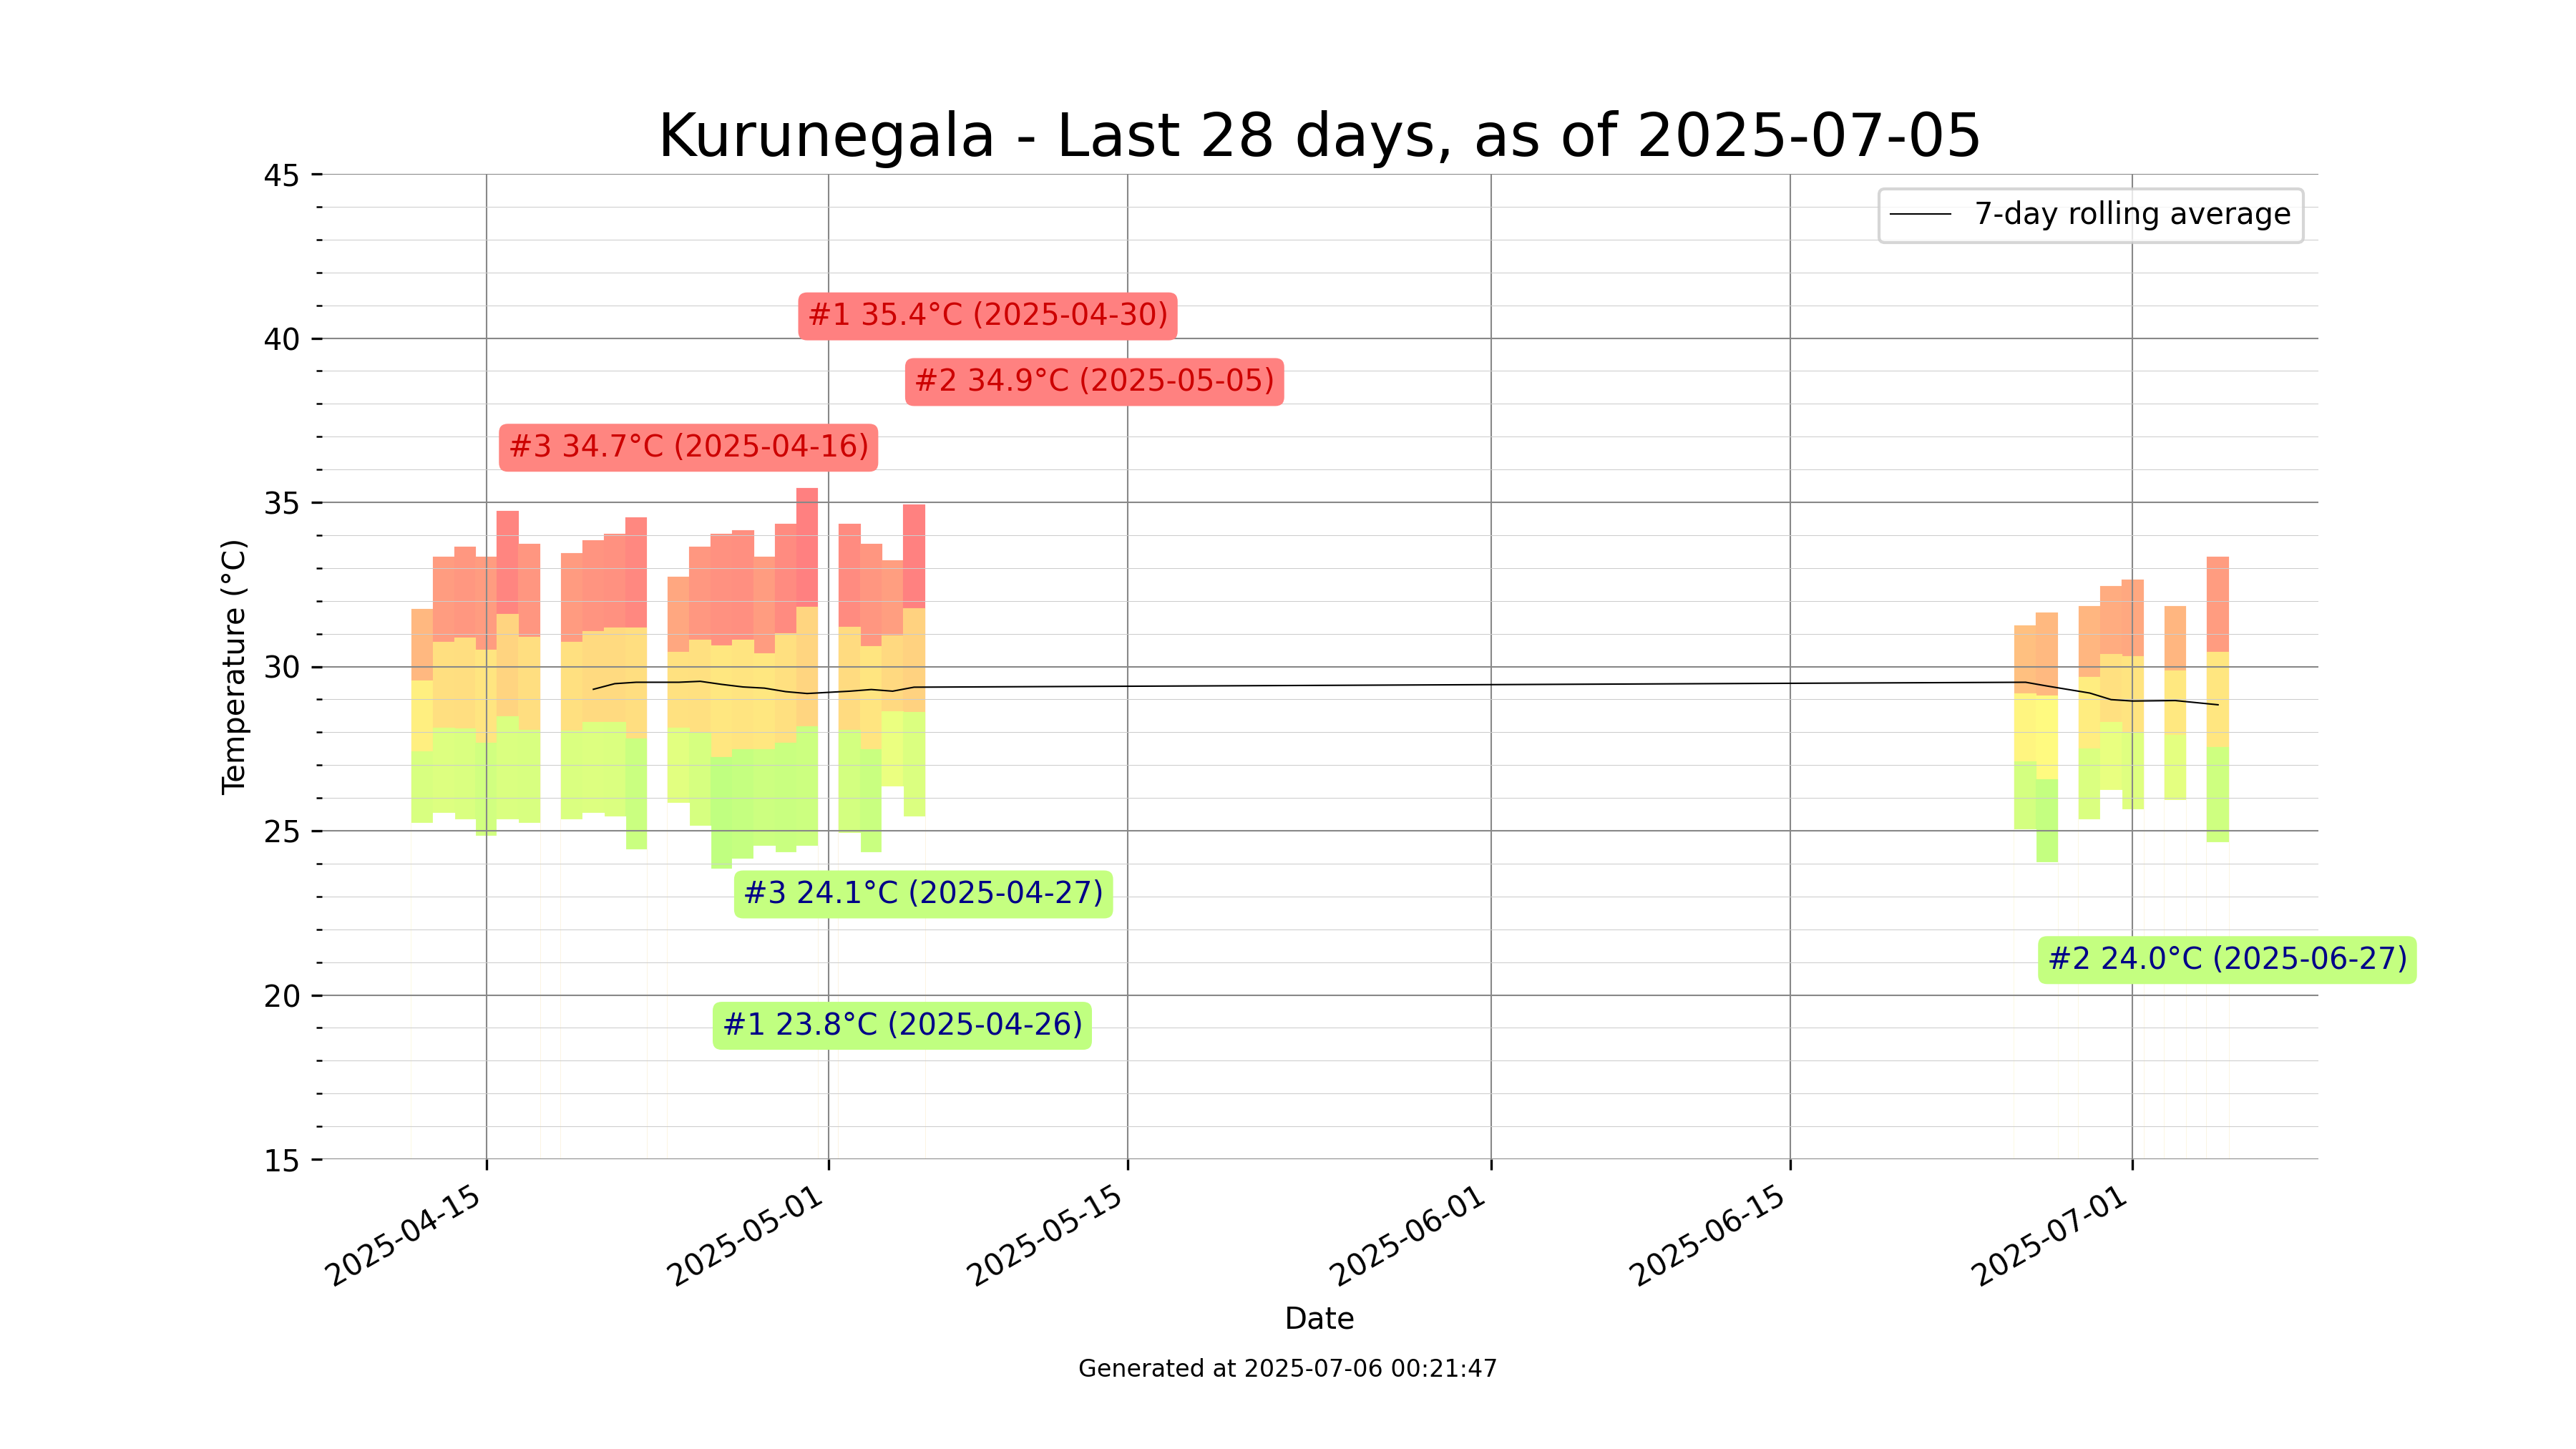 Kurunegala - Last 28 days, as of 2025-07-05
7-day rolling average
#1 35.4°C (2025-04-30)
#2 34.9°C (2025-05-05)
#3 34.7°C (2025-04-16)
#3 24.1°C (2025-04-27)
#2 24.0°C (2025-06-27)
#1 23.8°C (2025-04-26)
Temperature (°C)
45
40
35
30
25
20
15
2025-04-15
2025-05-01
2025-05-15
2025-06-01
2025-06-15
2025-07-01
Date
Generated at 2025-07-06 00:21:47